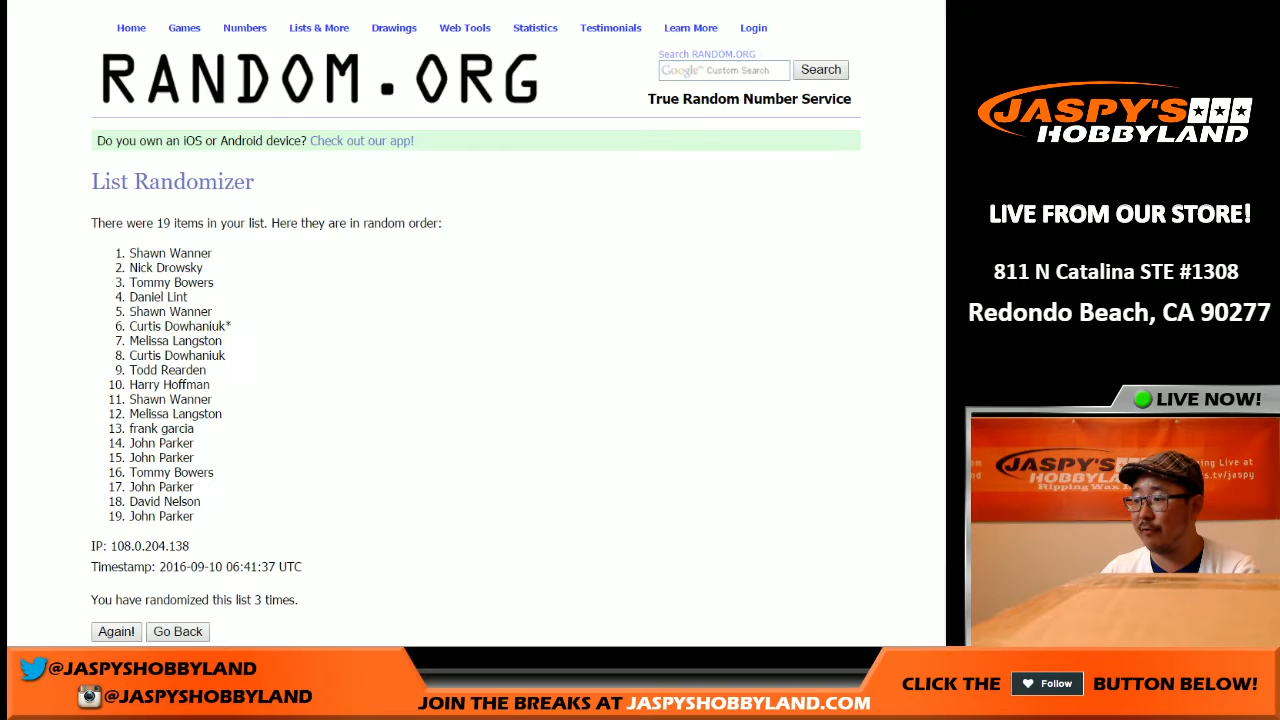 Home Games Numbers Lists & More Drawings Web Tools Statistics Testimonials Learn More Login
RANDOM.ORG
Search RANDOM.ORG
Google™ Custom Search Search
True Random Number Service
Do you own an iOS or Android device? Check out our app!
List Randomizer
There were 19 items in your list. Here they are in random order:
1. Shawn Wanner
2. Nick Drowsky
3. Tommy Bowers
4. Daniel Lint
5. Shawn Wanner
6. Curtis Dowhaniuk*
7. Melissa Langston
8. Curtis Dowhaniuk
9. Todd Rearden
10. Harry Hoffman
11. Shawn Wanner
12. Melissa Langston
13. frank garcia
14. John Parker
15. John Parker
16. Tommy Bowers
17. John Parker
18. David Nelson
19. John Parker
IP: 108.0.204.138
Timestamp: 2016-09-10 06:41:37 UTC
You have randomized this list 3 times.
Again! Go Back
JASPY'S
HOBBYLAND
LIVE FROM OUR STORE!
811 N Catalina STE #1308
Redondo Beach, CA 90277
LIVE NOW!
JASPY'S
Ripping Wax
ing Live at
s.tv/jaspy
@JASPYSHOBBYLAND
@JASPYSHOBBYLAND
JOIN THE BREAKS AT JASPYSHOBBYLAND.COM
CLICK THE Follow BUTTON BELOW!